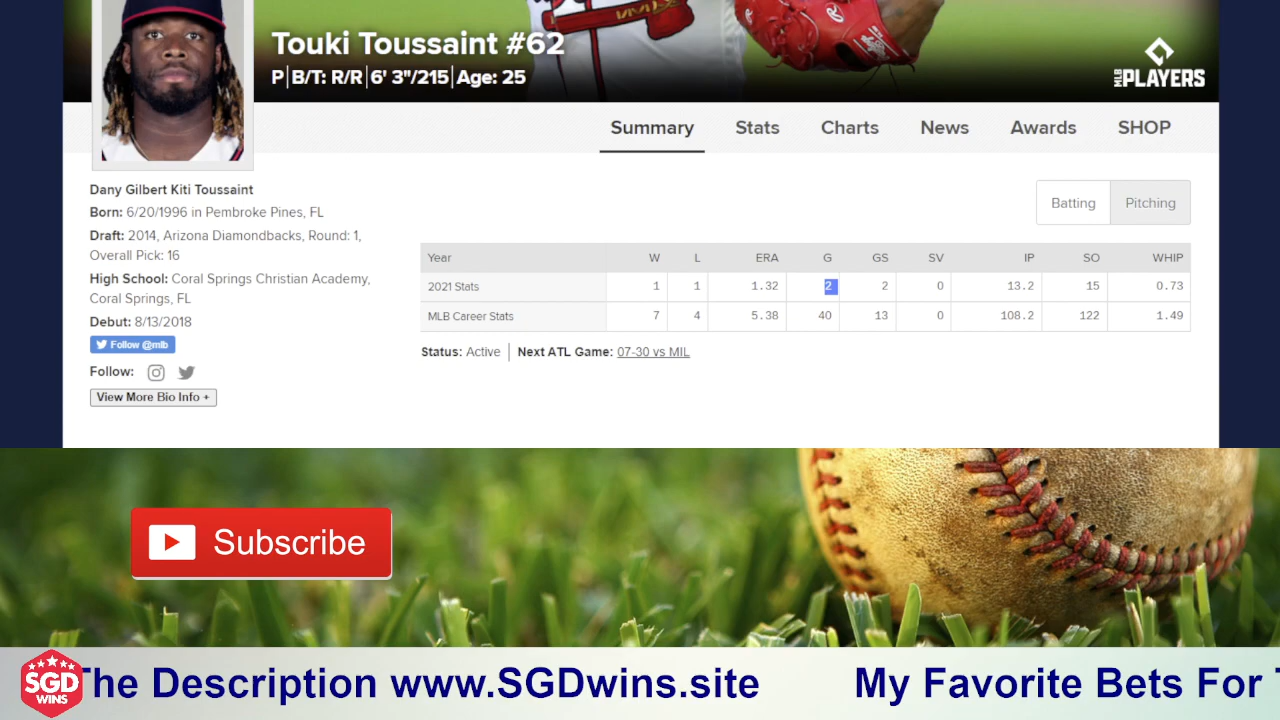 Touki Toussaint #62
P|B/T: R/R|6' 3"/215|Age: 25
MLB PLAYERS
Summary Stats Charts News Awards SHOP
Dany Gilbert Kiti Toussaint
Born: 6/20/1996 in Pembroke Pines, FL
Draft: 2014, Arizona Diamondbacks, Round: 1,
Overall Pick: 16
High School: Coral Springs Christian Academy,
Coral Springs, FL
Debut: 8/13/2018
Follow @mlb
Follow:
View More Bio Info +
Batting Pitching
Year W L ERA G GS SV IP SO WHIP
2021 Stats 1 1 1.32 2 2 0 13.2 15 0.73
MLB Career Stats 7 4 5.38 40 13 0 108.2 122 1.49
Status: Active | Next ATL Game: 07-30 vs MIL
Subscribe
SGD
WINS
The Description www.SGDwins.site My Favorite Bets For